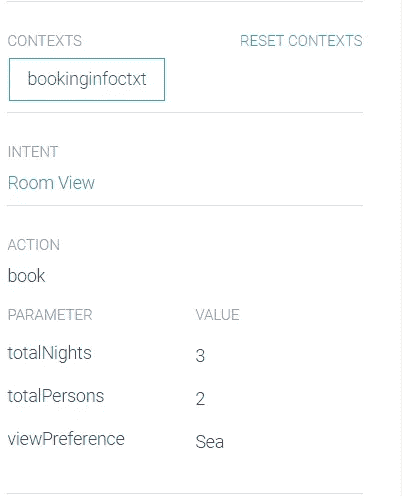 CONTEXTS RESET CONTEXTS
bookinginfoctxt
INTENT
Room View
ACTION
book
PARAMETER VALUE
totalNights 3
totalPersons 2
viewPreference Sea